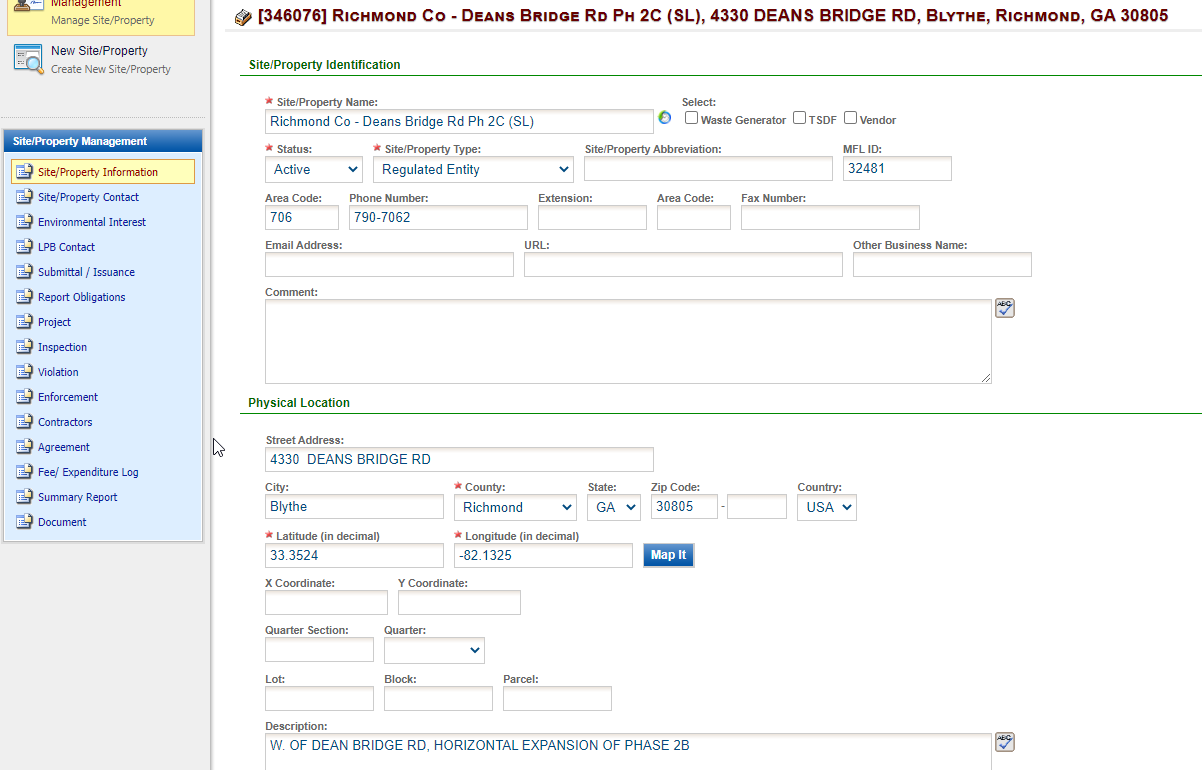 Management
Manage Site/Property
New Site/Property
Create New Site/Property
Site/Property Management
Site/Property Information
Site/Property Contact
Environmental Interest
LPB Contact
Submittal / Issuance
Report Obligations
Project
Inspection
Violation
Enforcement
Contractors
Agreement
Fee/ Expenditure Log
Summary Report
Document
[346076] Richmond Co - Deans Bridge Rd Ph 2C (SL), 4330 DEANS BRIDGE RD, Blythe, Richmond, GA 30805
Site/Property Identification
* Site/Property Name: Select:
Richmond Co - Deans Bridge Rd Ph 2C (SL) Waste Generator TSDF Vendor
* Status: * Site/Property Type: Site/Property Abbreviation: MFL ID:
Active Regulated Entity 32481
Area Code: Phone Number: Extension: Area Code: Fax Number:
706 790-7062
Email Address: URL: Other Business Name:
Comment:
ABC
Physical Location
Street Address:
4330  DEANS BRIDGE RD
City: * County: State: Zip Code: Country:
Blythe Richmond GA 30805 - USA
* Latitude (in decimal) * Longitude (in decimal)
33.3524 -82.1325 Map It
X Coordinate: Y Coordinate:
Quarter Section: Quarter:
Lot: Block: Parcel:
Description:
W. OF DEAN BRIDGE RD, HORIZONTAL EXPANSION OF PHASE 2B
ABC